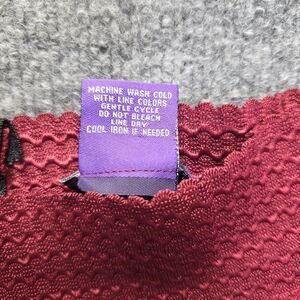 MACHINE WASH COLD
WITH LIKE COLORS
GENTLE CYCLE
DO NOT BLEACH
LINE DRY
COOL IRON IF NEEDED